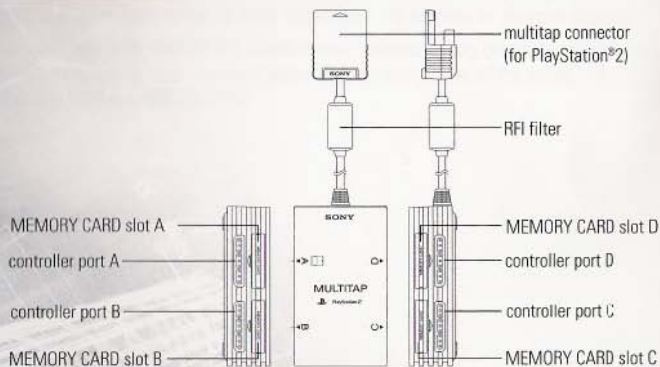 multitap connector
(for PlayStation®2)
SONY
RFI filter
MEMORY CARD slot A
controller port A
controller port B
MEMORY CARD slot B
SONY
A
D
MULTITAP
PlayStation 2
B
C
MEMORY CARD slot D
controller port D
controller port C
MEMORY CARD slot C